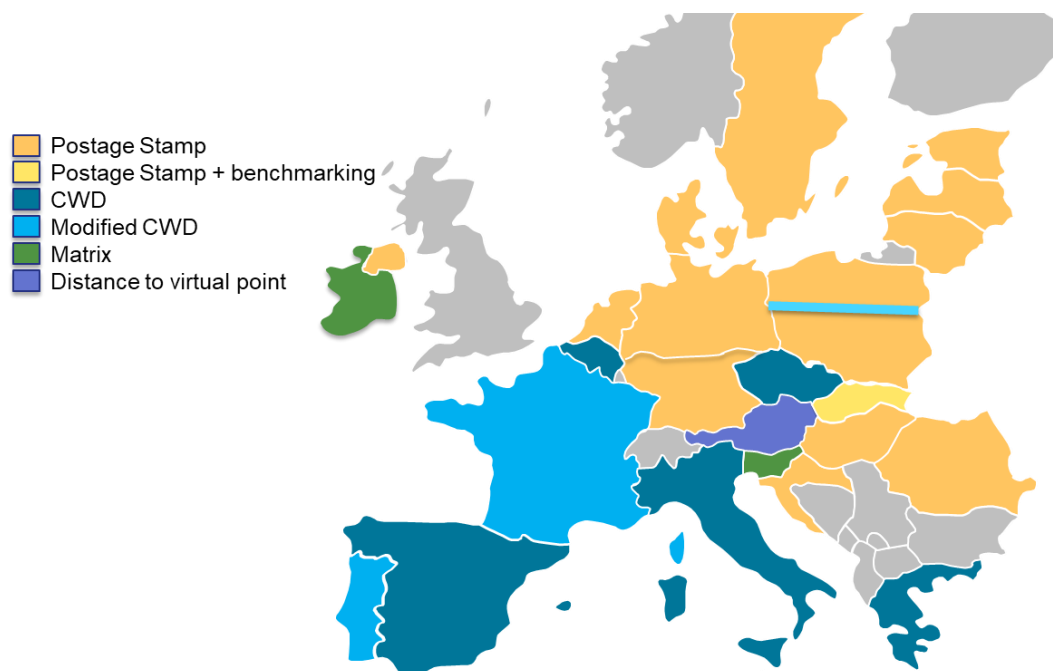 Postage Stamp
Postage Stamp + benchmarking
CWD
Modified CWD
Matrix
Distance to virtual point